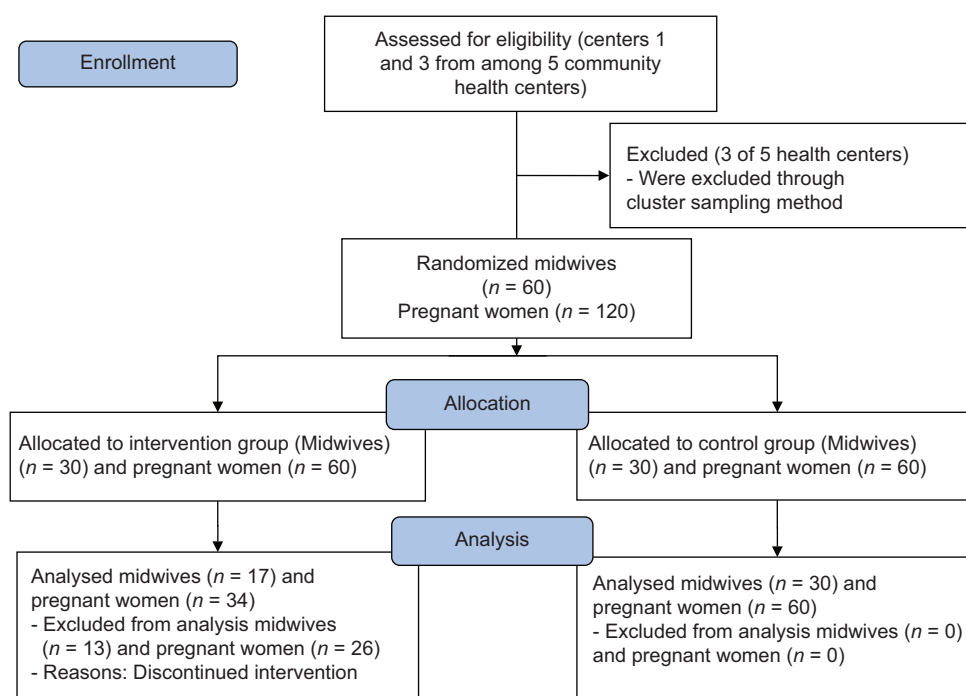 Enrollment
Assessed for eligibility (centers 1
and 3 from among 5 community
health centers)
Excluded (3 of 5 health centers)
- Were excluded through
cluster sampling method
Randomized midwives
(n = 60)
Pregnant women (n = 120)
Allocation
Allocated to intervention group (Midwives)
(n = 30) and pregnant women (n = 60)
Allocated to control group (Midwives)
(n = 30) and pregnant women (n = 60)
Analysis
Analysed midwives (n = 17) and
pregnant women (n = 34)
- Excluded from analysis midwives
(n = 13) and pregnant women (n = 26)
- Reasons: Discontinued intervention
Analysed midwives (n = 30) and
pregnant women (n = 60)
- Excluded from analysis midwives (n = 0)
and pregnant women (n = 0)